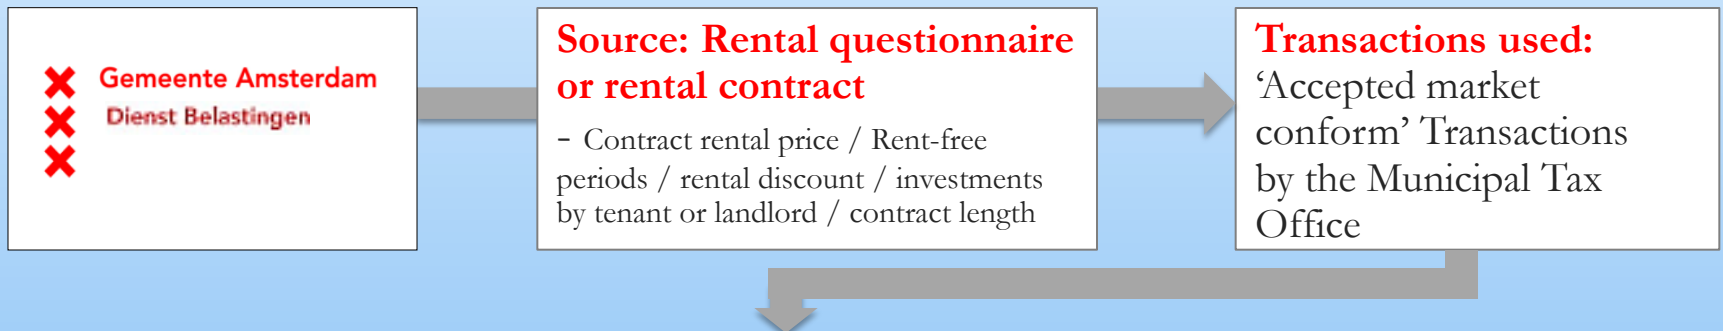 Gemeente Amsterdam
Dienst Belastingen
Source: Rental questionnaire
or rental contract
- Contract rental price / Rent-free
periods / rental discount / investments
by tenant or landlord / contract length
Transactions used:
‘Accepted market
conform’ Transactions
by the Municipal Tax
Office